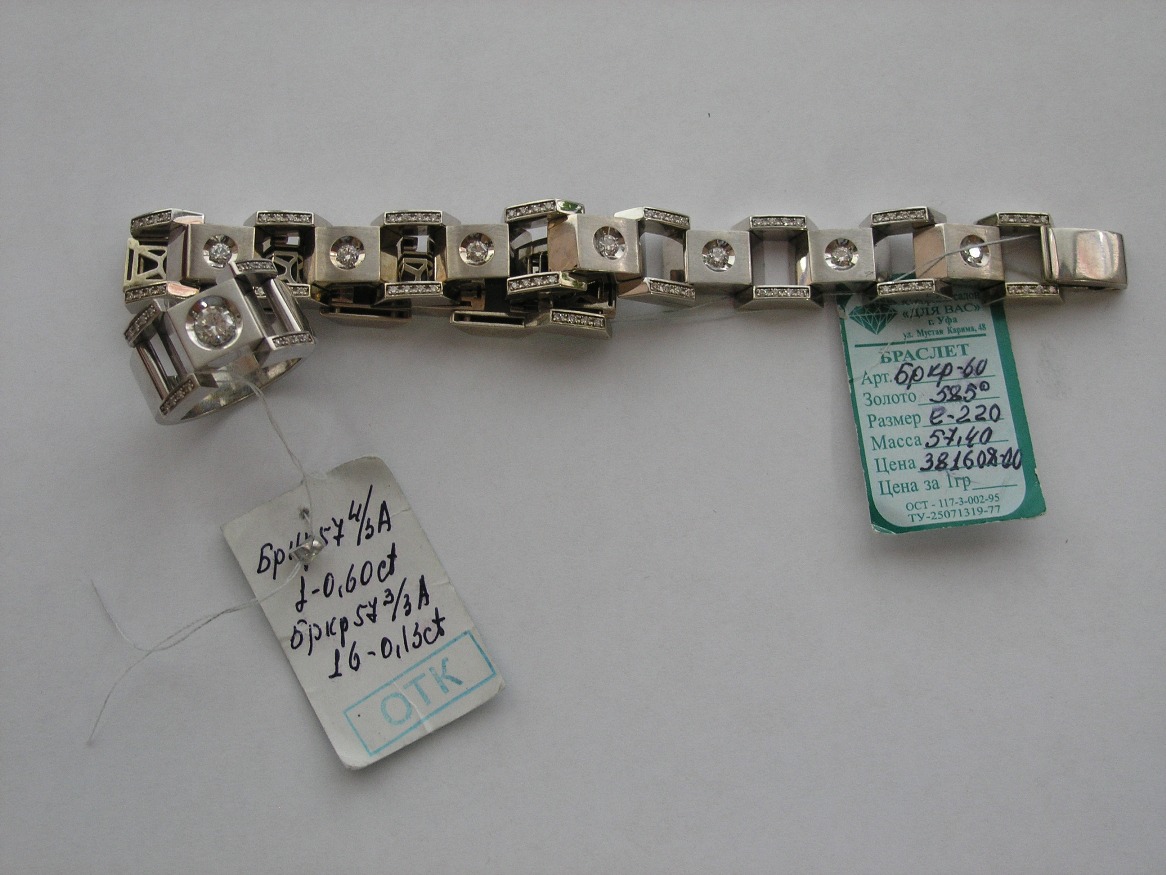 Бркр57 4/3А
1-0,60ct
Бркр57 3/3А
16-0,13ct
ОТК
«ДЛЯ ВАС»
г. Уфа
ул. Мустая Карима, 48
БРАСЛЕТ
Арт. бркр-60
Золото 585°
Размер е-220
Масса 57,40
Цена 381608-00
Цена за 1гр
ОСТ - 117-3-002-95
ТУ-25071319-77